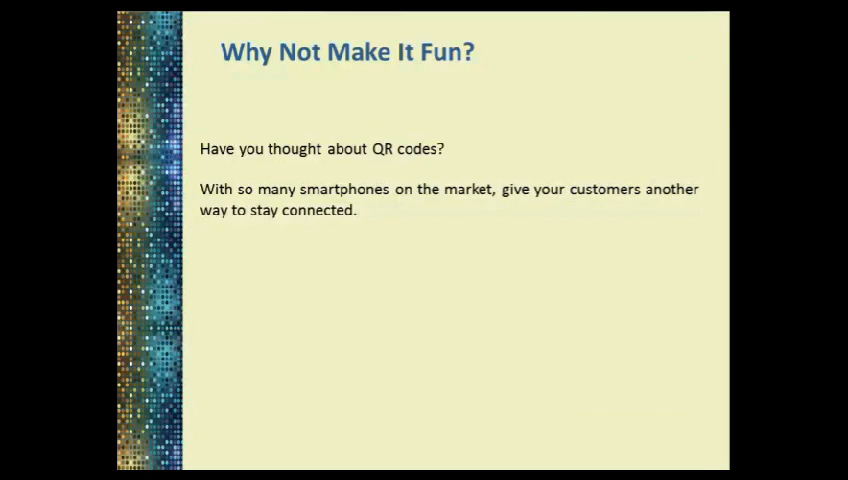 Why Not Make It Fun?
Have you thought about QR codes?
With so many smartphones on the market, give your customers another
way to stay connected.